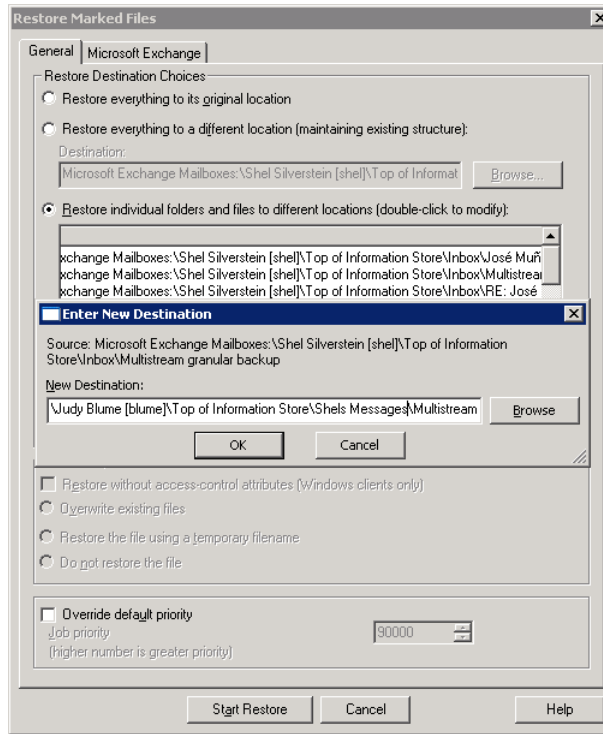 Restore Marked Files
General
Microsoft Exchange
Restore Destination Choices
Restore everything to its original location
Restore everything to a different location (maintaining existing structure):
Destination:
Microsoft Exchange Mailboxes:\Shel Silverstein [shel]\Top of Informat
Browse...
Restore individual folders and files to different locations (double-click to modify):
xchange Mailboxes:\Shel Silverstein [shel]\Top of Information Store\Inbox\José Muñ
xchange Mailboxes:\Shel Silverstein [shel]\Top of Information Store\Inbox\Multistrea
xchange Mailboxes:\Shel Silverstein [shel]\Top of Information Store\Inbox\RE: José
Enter New Destination
Source: Microsoft Exchange Mailboxes:\Shel Silverstein [shel]\Top of Information
Store\Inbox\Multistream granular backup
New Destination:
\Judy Blume [blume]\Top of Information Store\Shels Messages\Multistream
Browse
OK
Cancel
Restore without access-control attributes (Windows clients only)
Overwrite existing files
Restore the file using a temporary filename
Do not restore the file
Override default priority
Job priority
90000
(higher number is greater priority)
Start Restore
Cancel
Help